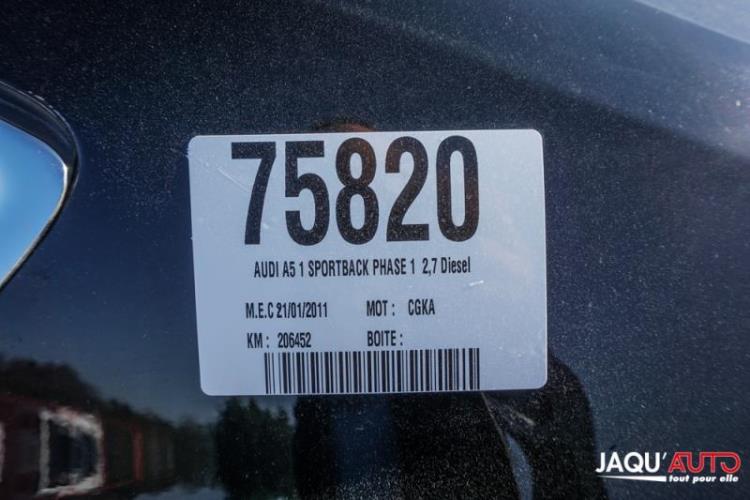 75820
AUDI A5 1 SPORTBACK PHASE 1 2,7 Diesel
M.E.C 21/01/2011 MOT : CGKA
KM : 206452 BOITE :
JAQU'AUTO
tout pour elle